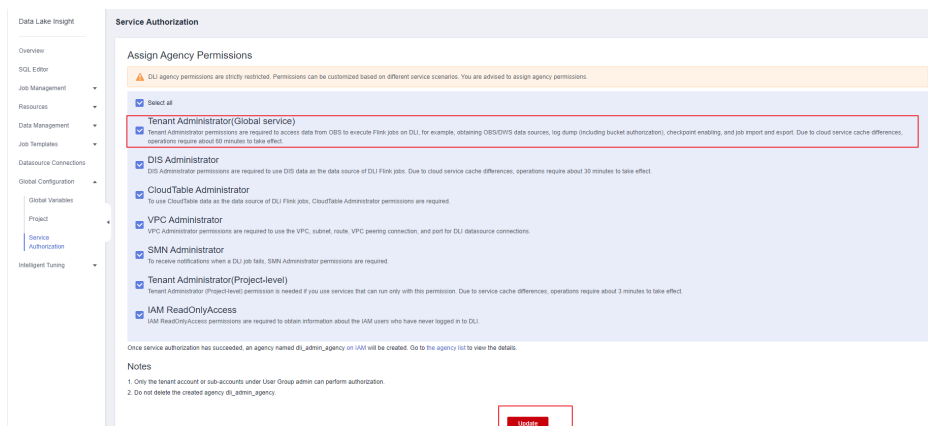 Data Lake Insight
Service Authorization
Overview
SQL Editor
Job Management
Resources
Data Management
Job Templates
Datasource Connections
Global Configuration
Global Variables
Project
Service
Authorization
Intelligent Tuning
Assign Agency Permissions
DLI agency permissions are strictly restricted. Permissions can be customized based on different service scenarios. You are advised to assign agency permissions.
Select all
Tenant Administrator(Global service)
Tenant Administrator permissions are required to access data from OBS to execute Flink jobs on DLI, for example, obtaining OBS/DWS data sources, log dump (including bucket authorization), checkpoint enabling, and job import and export. Due to cloud service cache differences,
operations require about 60 minutes to take effect.
DIS Administrator
DIS Administrator permissions are required to use DIS data as the data source of DLI Flink jobs. Due to cloud service cache differences, operations require about 30 minutes to take effect.
CloudTable Administrator
To use CloudTable data as the data source of DLI Flink jobs, CloudTable Administrator permissions are required.
VPC Administrator
VPC Administrator permissions are required to use the VPC, subnet, route, VPC peering connection, and port for DLI datasource connections.
SMN Administrator
To receive notifications when a DLI job fails, SMN Administrator permissions are required.
Tenant Administrator(Project-level)
Tenant Administrator (Project-level) permission is needed if you use services that can run only with this permission. Due to service cache differences, operations require about 3 minutes to take effect.
IAM ReadOnlyAccess
IAM ReadOnlyAccess permissions are required to obtain information about the IAM users who have never logged in to DLI.
Once service authorization has succeeded, an agency named dli_admin_agency on IAM will be created. Go to the agency list to view the details.
Notes
1. Only the tenant account or sub-accounts under User Group admin can perform authorization.
2. Do not delete the created agency dli_admin_agency.
Update